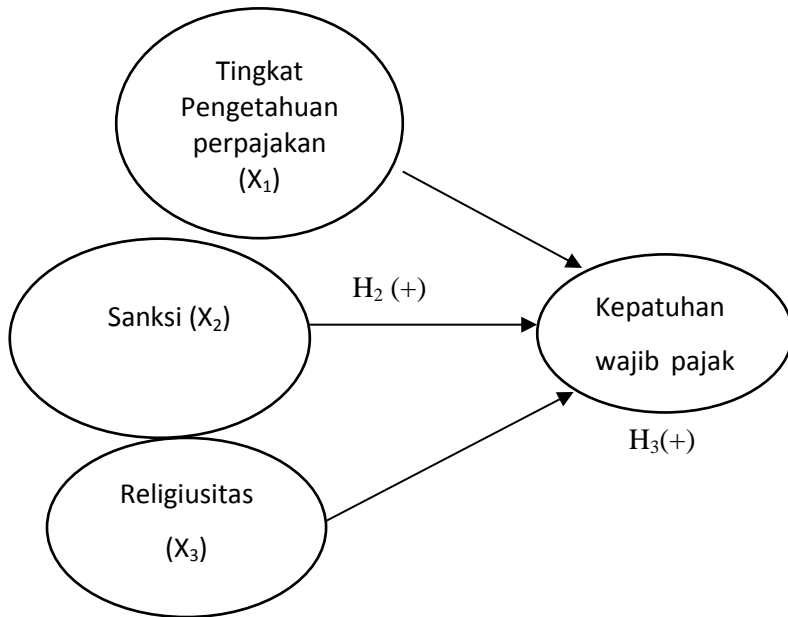 Tingkat
Pengetahuan
perpajakan
(X₁)
H₂ (+)
Sanksi (X₂)
Kepatuhan
wajib pajak
H₃(+)
Religiusitas
(X₃)